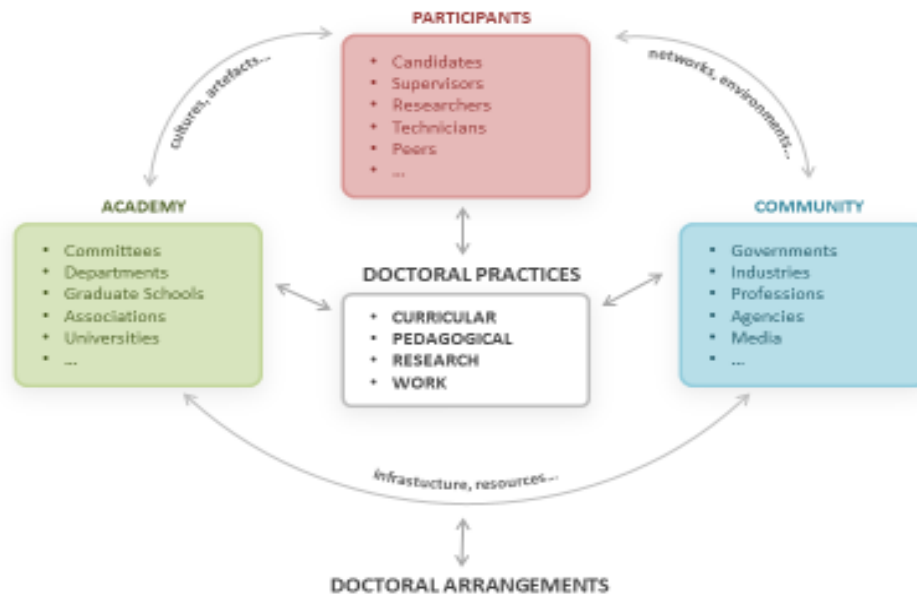 PARTICIPANTS
• Candidates
• Supervisors
• Researchers
• Technicians
• Peers
• ...
cultures, artefacts...
networks, environments...
ACADEMY
• Committees
• Departments
• Graduate Schools
• Associations
• Universities
• ...
COMMUNITY
• Governments
• Industries
• Professions
• Agencies
• Media
• ...
DOCTORAL PRACTICES
• CURRICULAR
• PEDAGOGICAL
• RESEARCH
• WORK
infrastucture, resources...
DOCTORAL ARRANGEMENTS